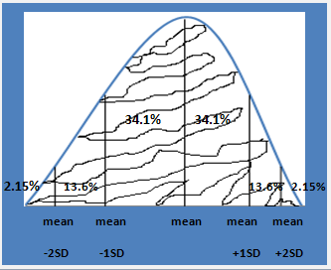 34.1% 34.1%
2.15% 13.6% 13.6% 2.15%
mean mean mean mean mean
-2SD -1SD +1SD +2SD